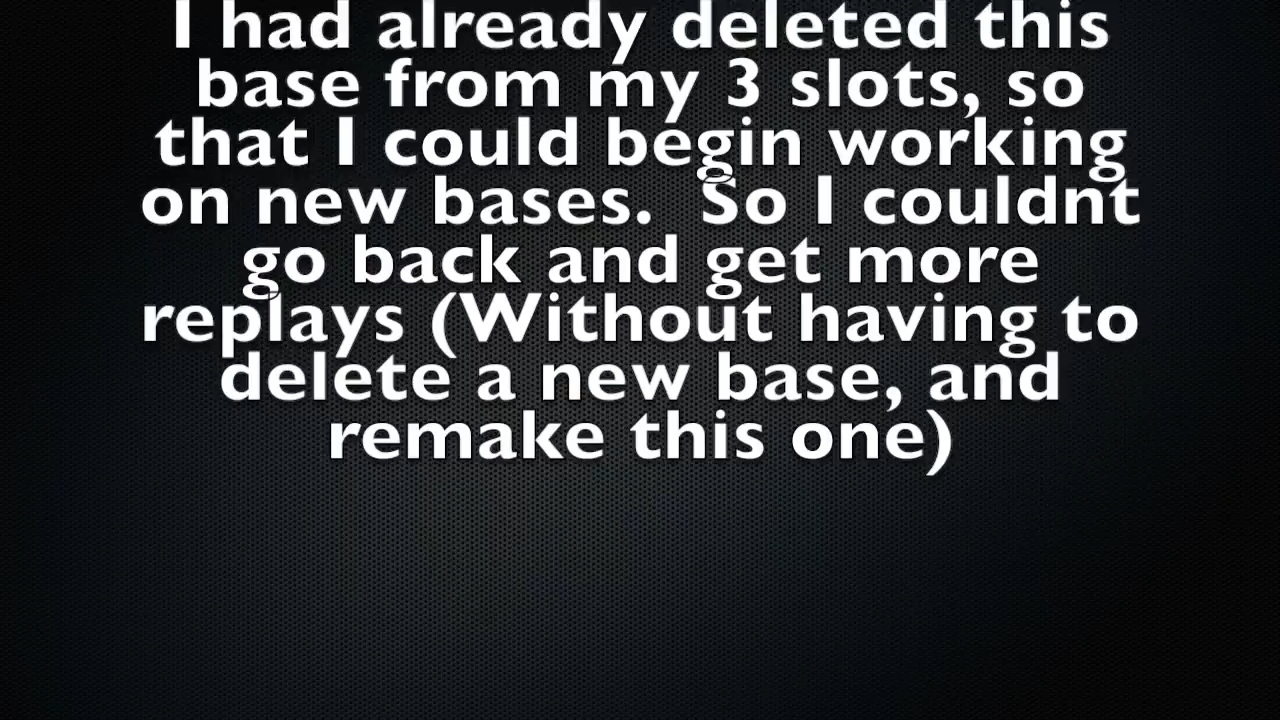 I had already deleted this
base from my 3 slots, so
that I could begin working
on new bases.  So I couldnt
go back and get more
replays (Without having to
delete a new base, and
remake this one)